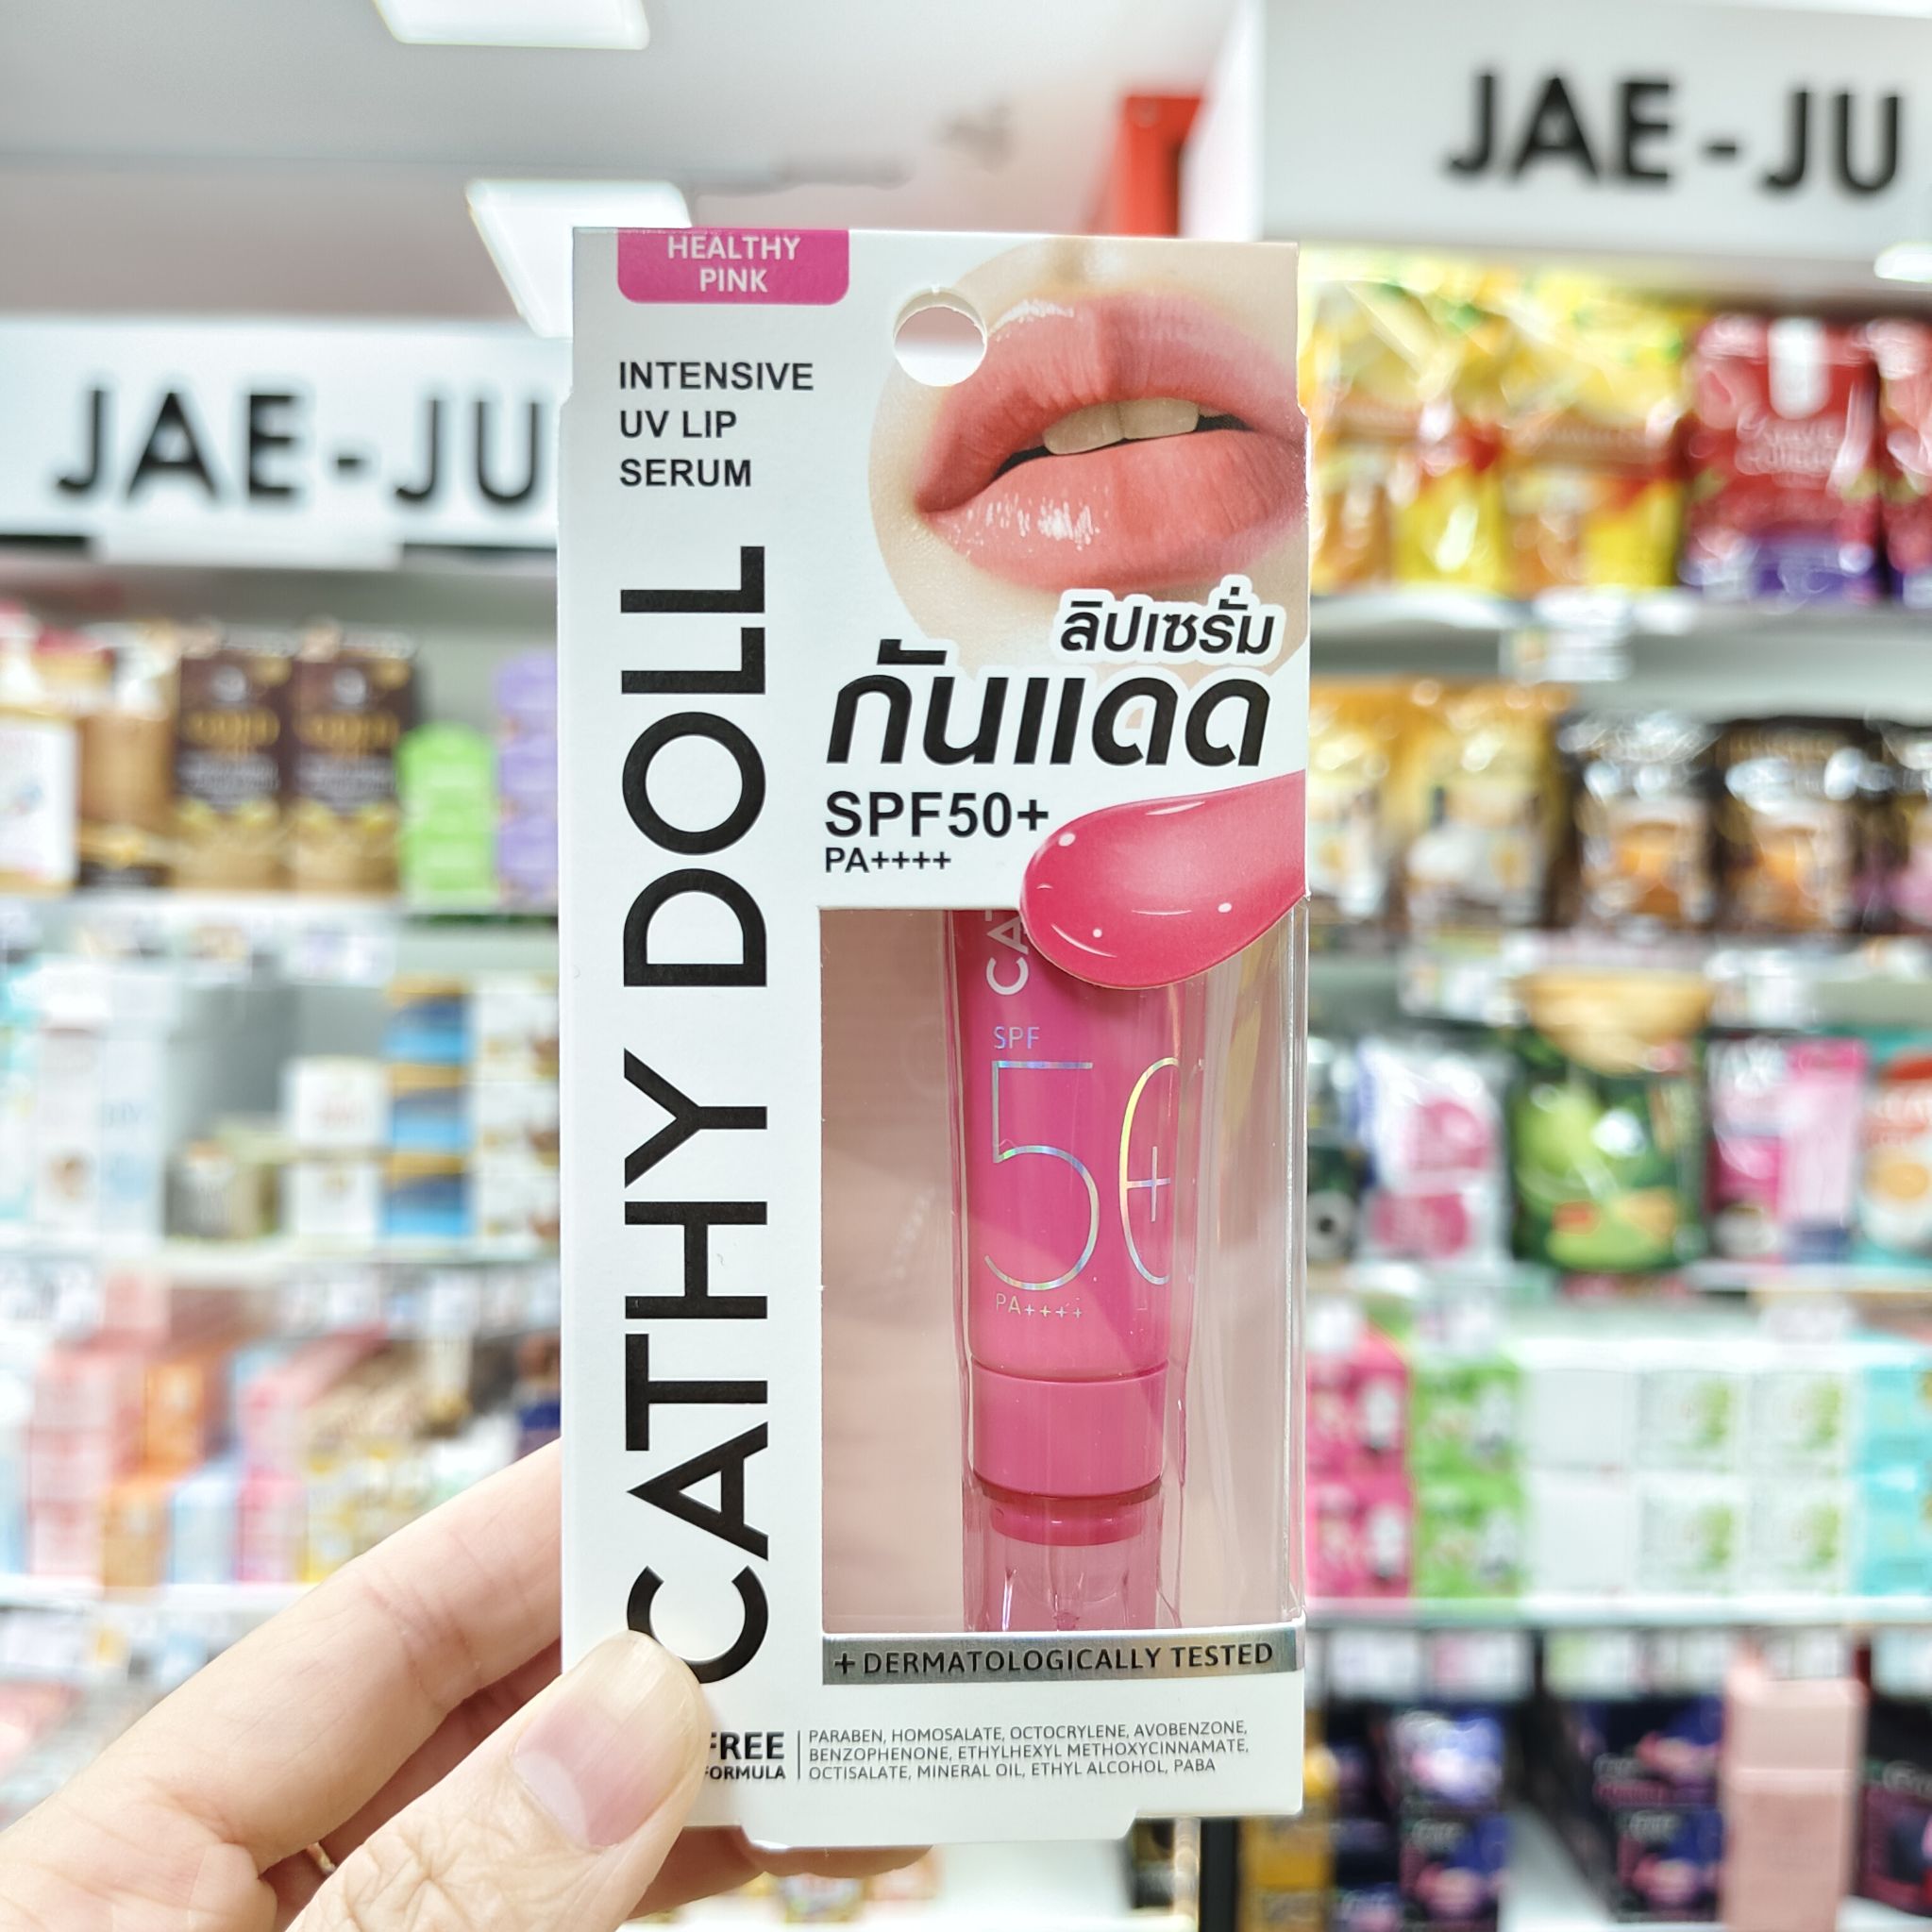 JAE-JU
JAE-JU
HEALTHY
PINK
INTENSIVE
UV LIP
SERUM
CATHY DOLL
ลิปเซรั่ม
กันแดด
SPF50+
PA++++
CA
SPF
50
+
PA++++
+DERMATOLOGICALLY TESTED
FREE
FORMULA
PARABEN, HOMOSALATE, OCTOCRYLENE, AVOBENZONE,
BENZOPHENONE, ETHYLHEXYL METHOXYCINNAMATE,
OCTISALATE, MINERAL OIL, ETHYL ALCOHOL, PABA